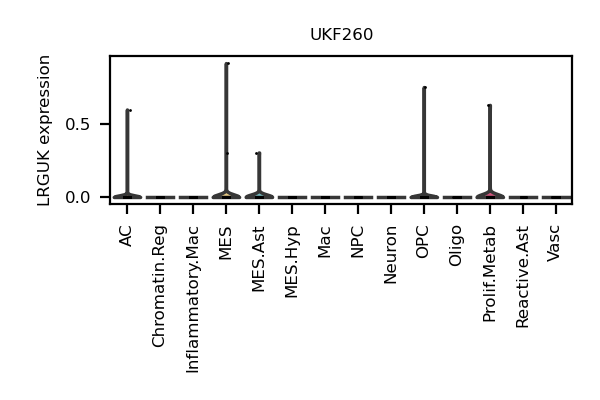 UKF260
LRGUK expression
0.5
0.0
AC
Chromatin.Reg
Inflammatory.Mac
MES
MES.Ast
MES.Hyp
Mac
NPC
Neuron
OPC
Oligo
Prolif.Metab
Reactive.Ast
Vasc